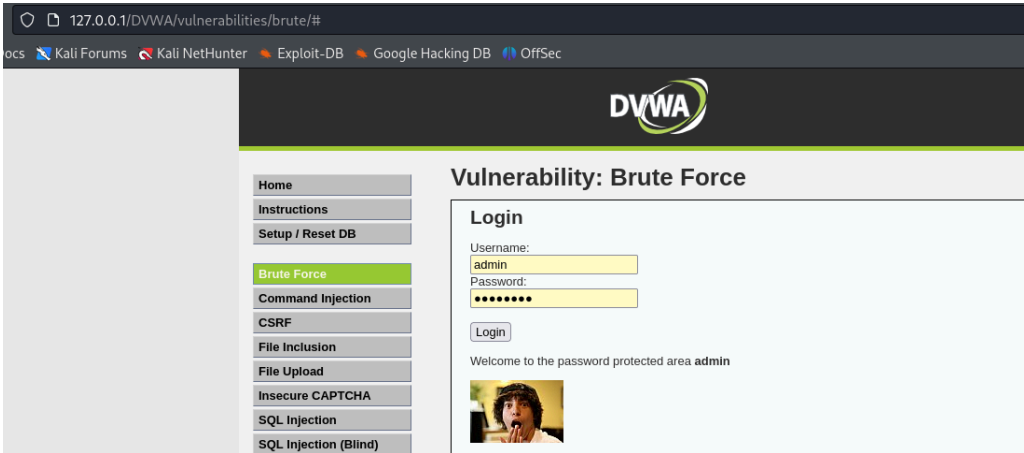 127.0.0.1/DVWA/vulnerabilities/brute/#
ocs Kali Forums Kali NetHunter Exploit-DB Google Hacking DB OffSec
DVWA
Home
Instructions
Setup / Reset DB
Brute Force
Command Injection
CSRF
File Inclusion
File Upload
Insecure CAPTCHA
SQL Injection
SQL Injection (Blind)
Vulnerability: Brute Force
Login
Username:
admin
Password:
••••••••
Login
Welcome to the password protected area admin